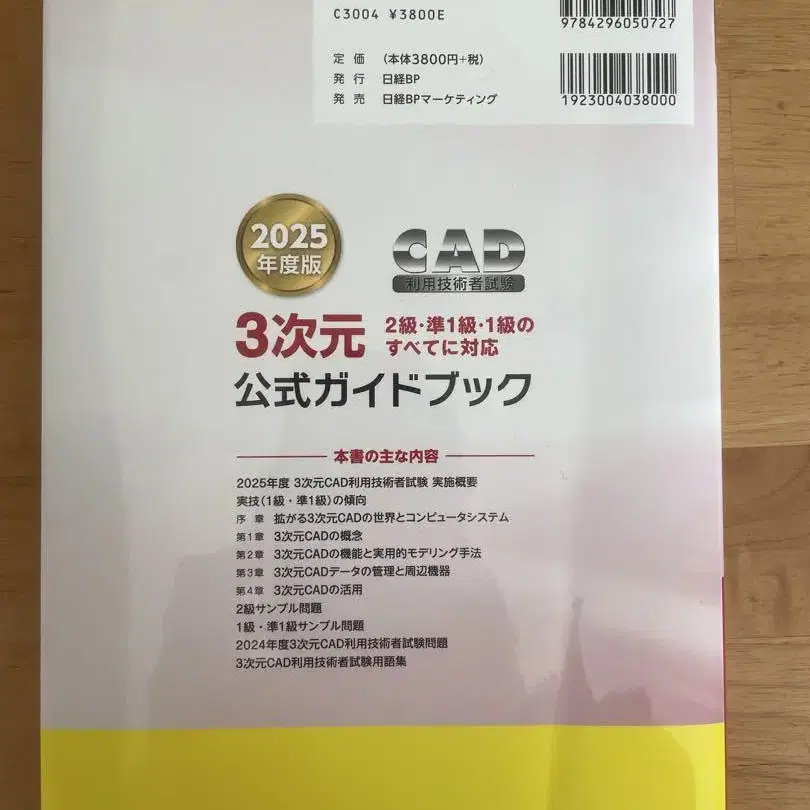 C3004 ¥3800E
9784296050727
定 価 (本体3800円+税)
発 行 日経BP
発 売 日経BPマーケティング
1923004038000
2025
年度版
CAD
利用技術者試験
3次元
2級・準1級・1級の
すべてに対応
公式ガイドブック
本書の主な内容
2025年度 3次元CAD利用技術者試験 実施概要
実技(1級・準1級)の傾向
序 章 拡がる3次元CADの世界とコンピュータシステム
第1章 3次元CADの概念
第2章 3次元CADの機能と実用的モデリング手法
第3章 3次元CADデータの管理と周辺機器
第4章 3次元CADの活用
2級サンプル問題
1級・準1級サンプル問題
2024年度3次元CAD利用技術者試験問題
3次元CAD利用技術者試験用語集